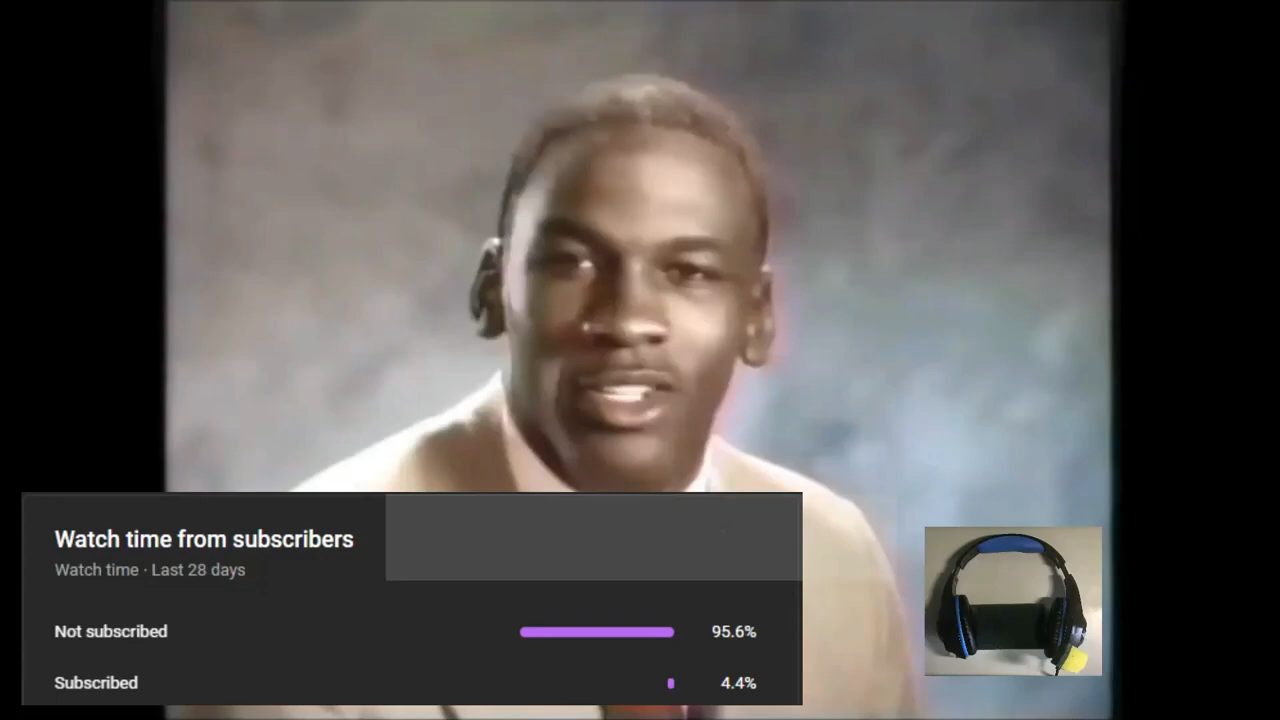 Watch time from subscribers
Watch time · Last 28 days
Not subscribed 95.6%
Subscribed 4.4%